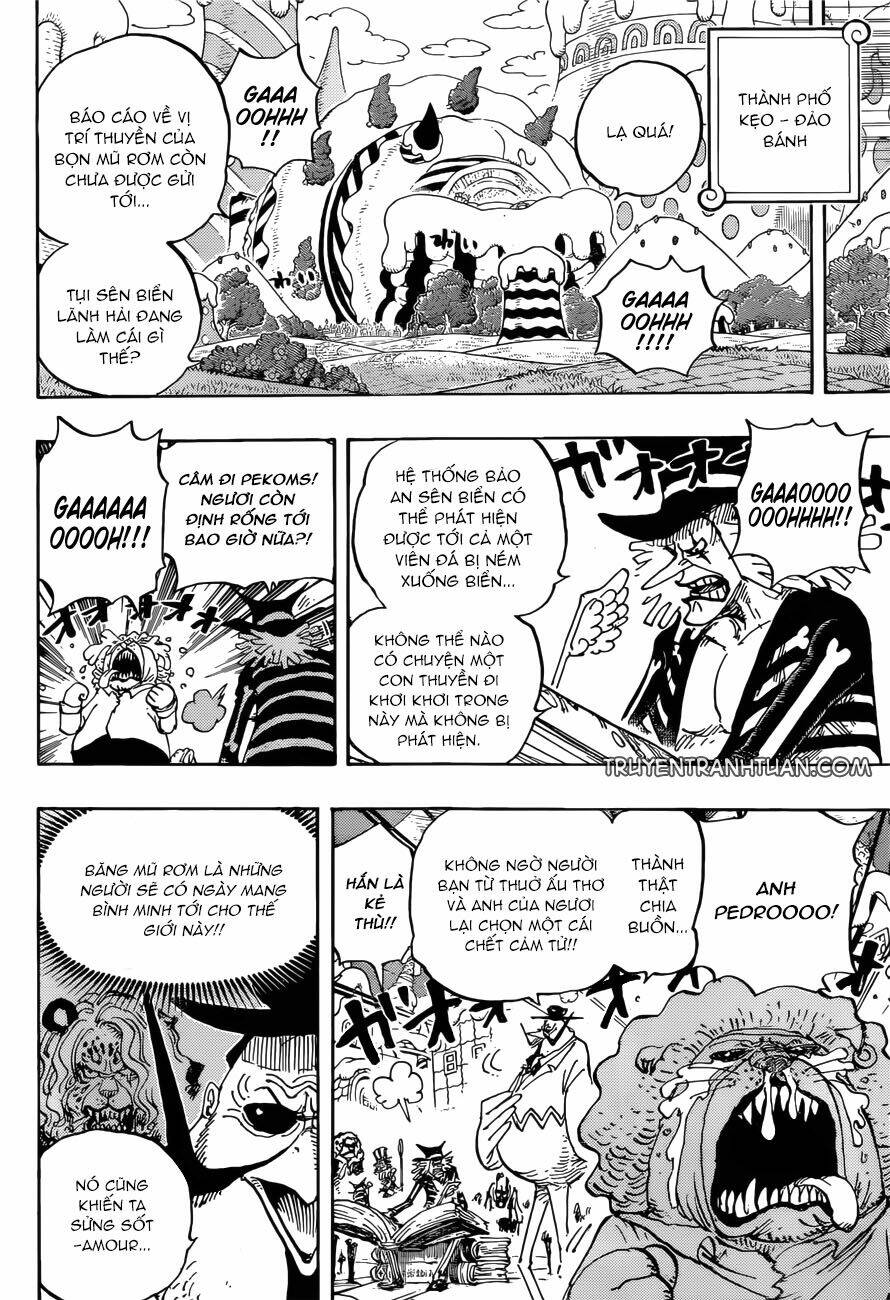 THÀNH PHỐ
KẸO - ĐẢO
BÁNH
LẠ QUÁ!
GAAAA
OOHHH
!!!!
GAAA
OOHHH
!!
BÁO CÁO VỀ VỊ
TRÍ THUYỀN CỦA
BỌN MŨ RƠM CÒN
CHƯA ĐƯỢC GỬI
TỚI...
TỤI SÊN BIỂN
LÃNH HẢI ĐANG
LÀM CÁI GÌ
THẾ?
GAAAOOOO
OOOHHHH!!
HỆ THỐNG BẢO
AN SÊN BIỂN CÓ
THỂ PHÁT HIỆN
ĐƯỢC TỚI CẢ MỘT
VIÊN ĐÁ BỊ NÉM
XUỐNG BIỂN...
KHÔNG THỂ NÀO
CÓ CHUYỆN MỘT
CON THUYỀN ĐI
KHƠI KHƠI TRONG
NÀY MÀ KHÔNG BỊ
PHÁT HIỆN.
CÂM ĐI PEKOMS!
NGƯƠI CÒN
ĐỊNH RỐNG TỚI
BAO GIỜ NỮA?!
GAAAAAA
OOOOH!!!
TRUYENTRANHTUAN.COM
ANH
PEDROOOO!
THÀNH
THẬT
CHIA
BUỒN...
KHÔNG NGỜ NGƯỜI
BẠN TỪ THUỞ ẤU THƠ
VÀ ANH CỦA NGƯƠI
LẠI CHỌN MỘT CÁI
CHẾT CẢM TỬ!!
HẮN LÀ
KẺ
THÙ!!
BĂNG MŨ RƠM LÀ NHỮNG
NGƯỜI SẼ CÓ NGÀY MANG
BÌNH MINH TỚI CHO THẾ
GIỚI NÀY!!
NÓ CŨNG
KHIẾN TA
SỬNG SỐT
-AMOUR...